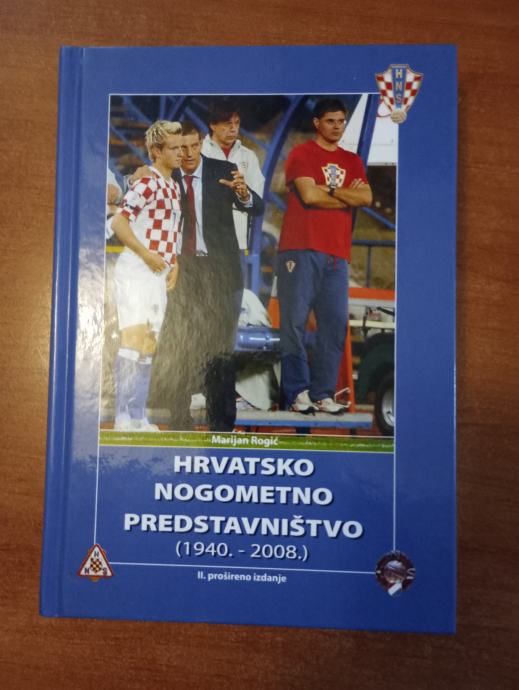 HNS
Marijan Rogić
HRVATSKO
NOGOMETNO
PREDSTAVNIŠTVO
(1940. - 2008.)
II. prošireno izdanje